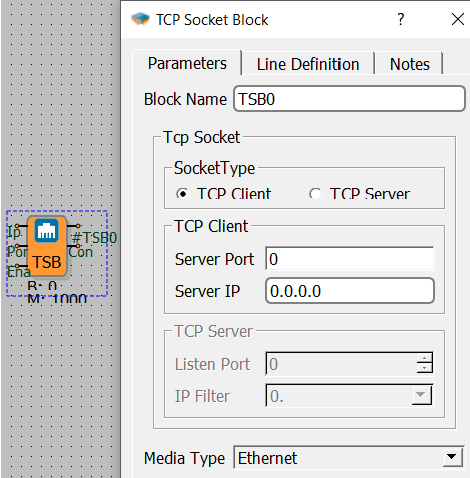 TCP Socket Block
?
Parameters
Line Definition
Notes
Block Name
TSB0
Tcp Socket
SocketType
TCP Client
TCP Server
TCP Client
Server Port
0
Server IP
0.0.0.0
TCP Server
Listen Port
0
IP Filter
0.
Media Type
Ethernet
Ip
#TSB0
Por
Con
TSB
Ena
B: 0
M: 1000